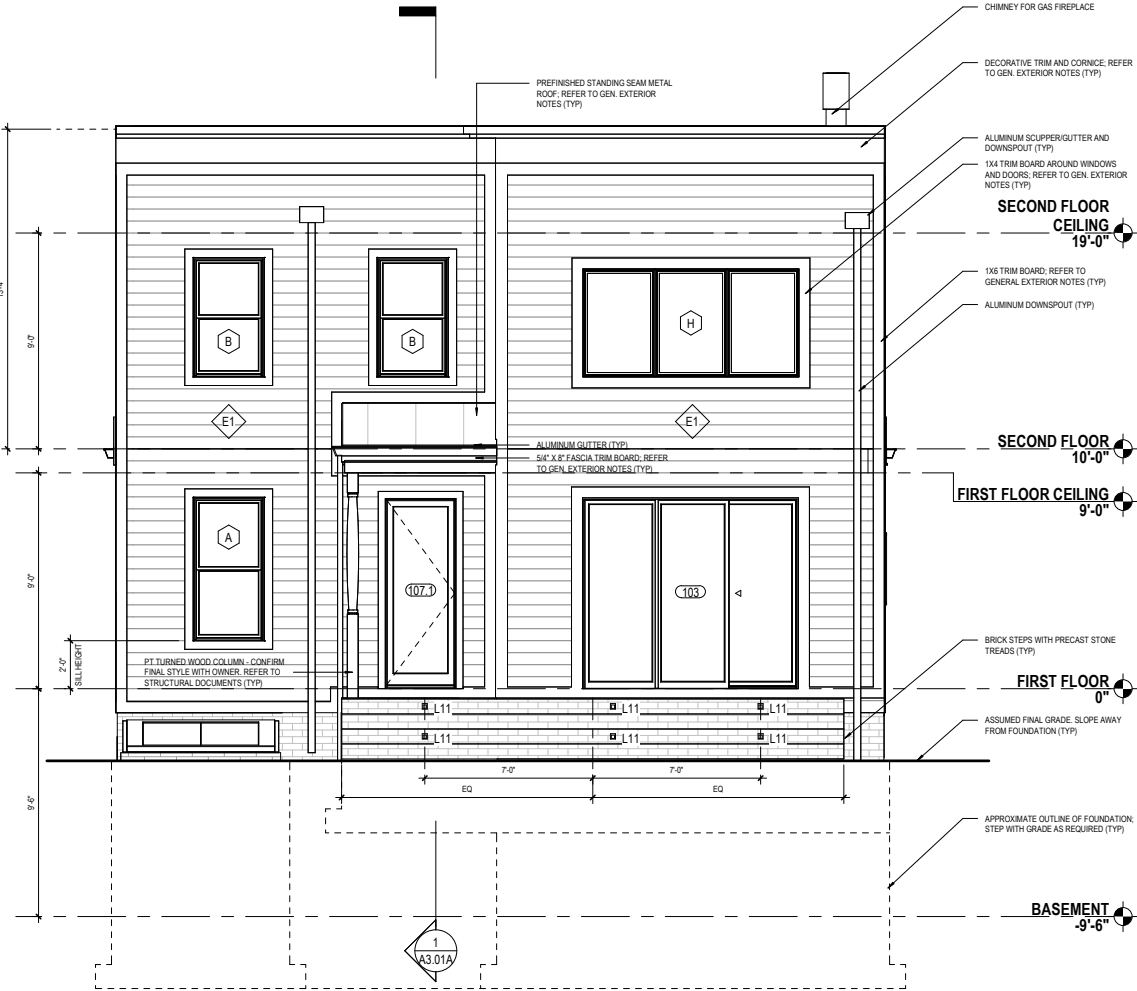 CHIMNEY FOR GAS FIREPLACE
DECORATIVE TRIM AND CORNICE; REFER
TO GEN. EXTERIOR NOTES (TYP)
PREFINISHED STANDING SEAM METAL
ROOF; REFER TO GEN. EXTERIOR
NOTES (TYP)
ALUMINUM SCUPPER/GUTTER AND
DOWNSPOUT (TYP)
1X4 TRIM BOARD AROUND WINDOWS
AND DOORS; REFER TO GEN. EXTERIOR
NOTES (TYP)
SECOND FLOOR
CEILING
19'-0"
1X6 TRIM BOARD; REFER TO
GENERAL EXTERIOR NOTES (TYP)
ALUMINUM DOWNSPOUT (TYP)
9'-0"
B
B
H
E1
E1
ALUMINUM GUTTER (TYP)
5/4" X 8" FASCIA TRIM BOARD; REFER
TO GEN. EXTERIOR NOTES (TYP)
SECOND FLOOR
10'-0"
FIRST FLOOR CEILING
9'-0"
A
107.1
103
9'-0"
2'-0"
SILL HEIGHT
PT TURNED WOOD COLUMN - CONFIRM
FINAL STYLE WITH OWNER. REFER TO
STRUCTURAL DOCUMENTS (TYP)
BRICK STEPS WITH PRECAST STONE
TREADS (TYP)
FIRST FLOOR
0"
L11
L11
L11
L11
L11
L11
ASSUMED FINAL GRADE. SLOPE AWAY
FROM FOUNDATION (TYP)
7'-0"
7'-0"
EQ
EQ
9'-6"
APPROXIMATE OUTLINE OF FOUNDATION;
STEP WITH GRADE AS REQUIRED (TYP)
BASEMENT
-9'-6"
1
A3.01A